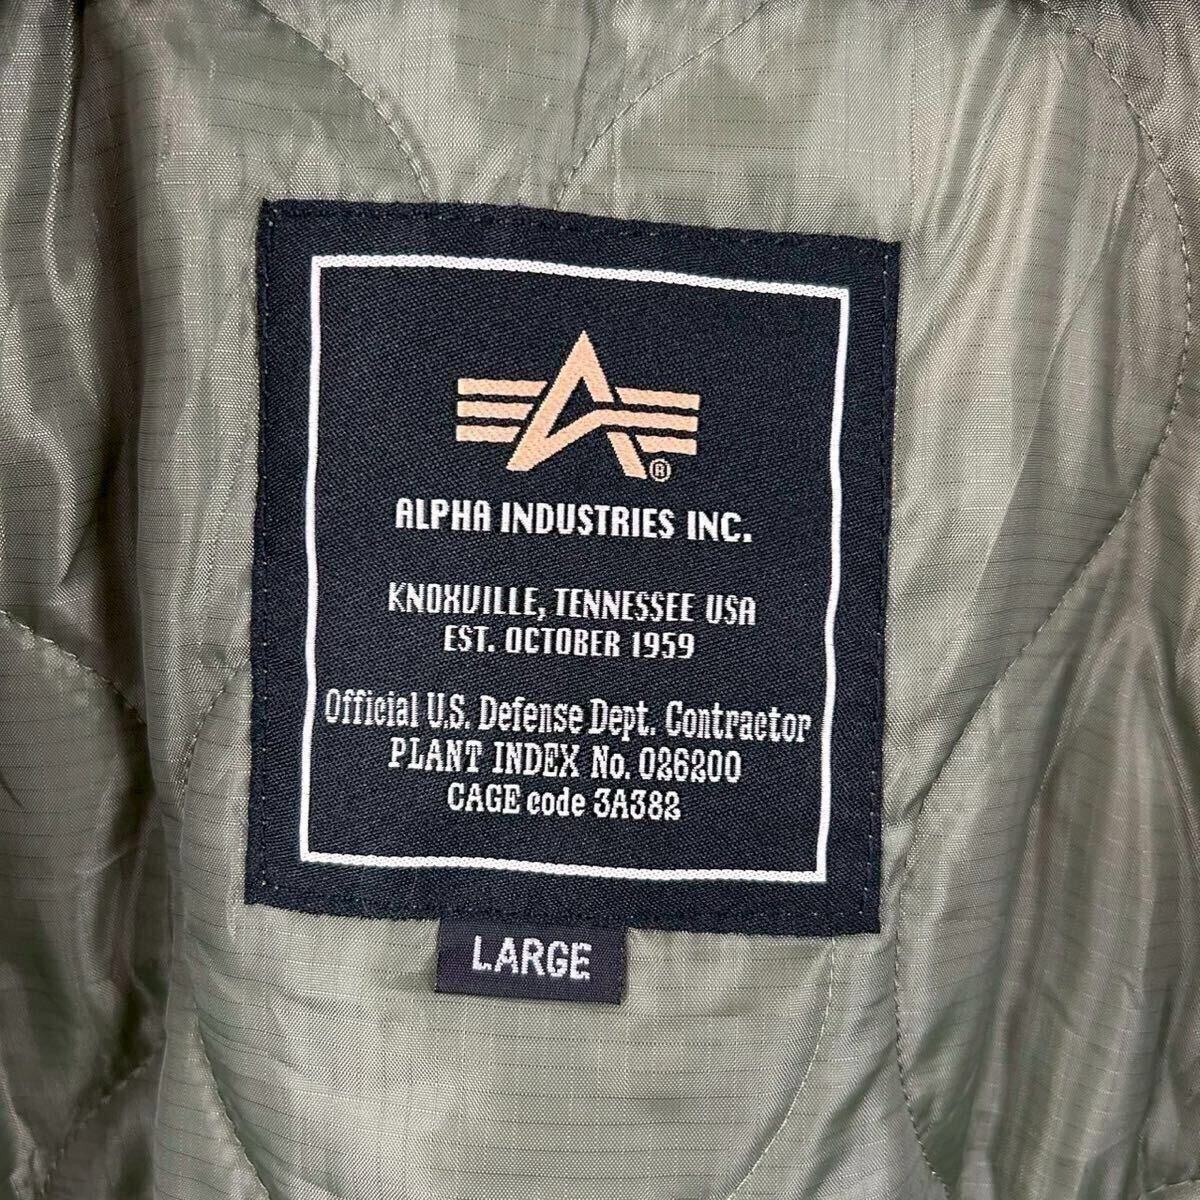 ®
ALPHA INDUSTRIES INC.
KNOXVILLE, TENNESSEE USA
EST. OCTOBER 1959
Official U.S. Defense Dept. Contractor
PLANT INDEX No. 026200
CAGE code 3A382
LARGE